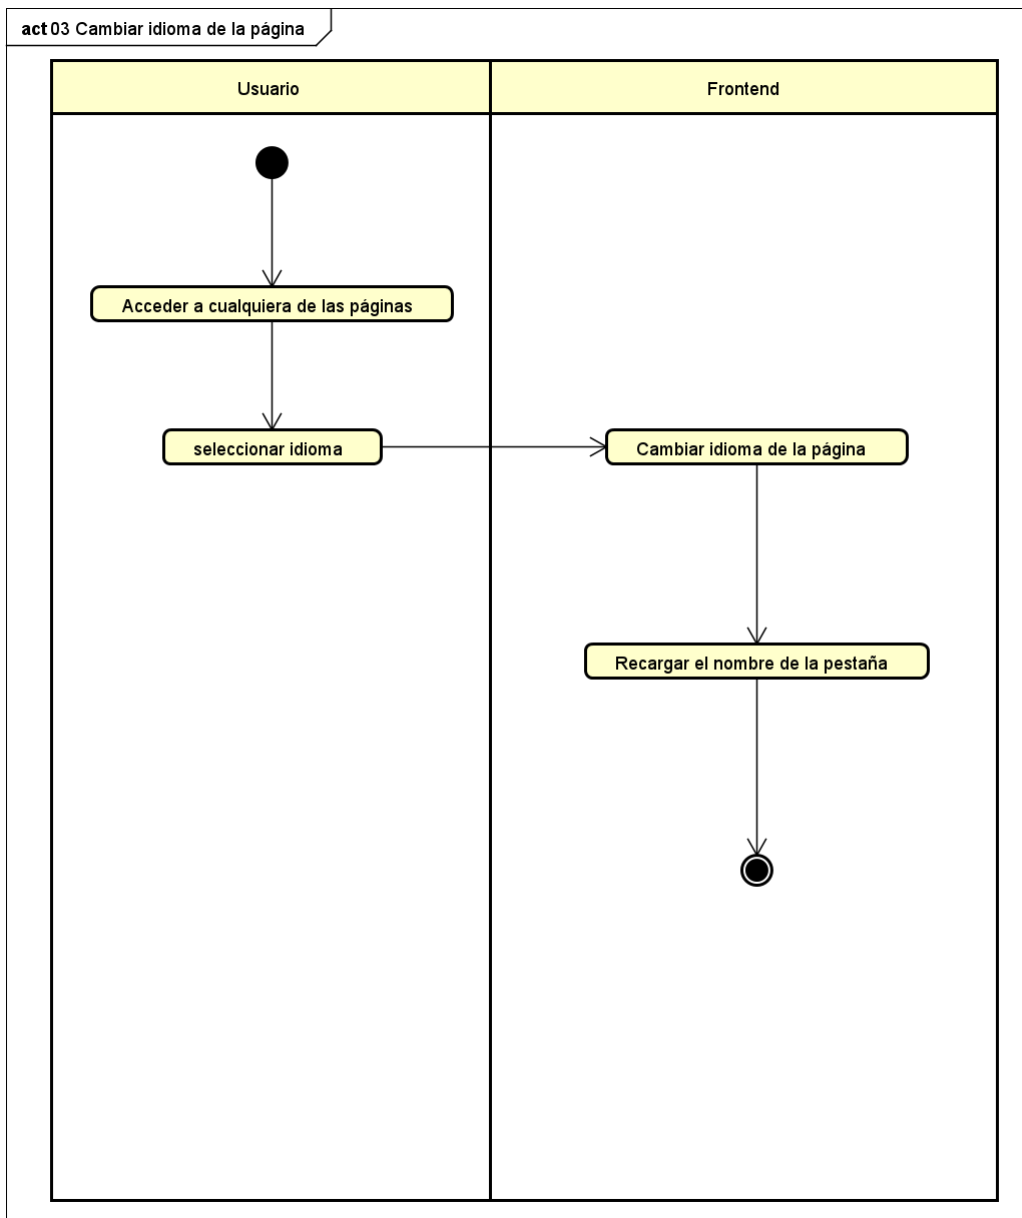 act 03 Cambiar idioma de la página
Usuario
Frontend
Acceder a cualquiera de las páginas
seleccionar idioma
Cambiar idioma de la página
Recargar el nombre de la pestaña